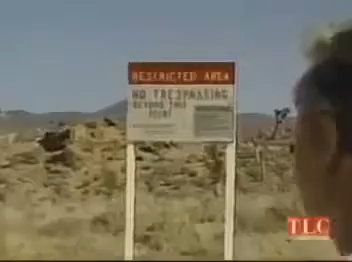 RESTRICTED AREA
NO TRESPASSING
BEYOND THIS
POINT
TLC